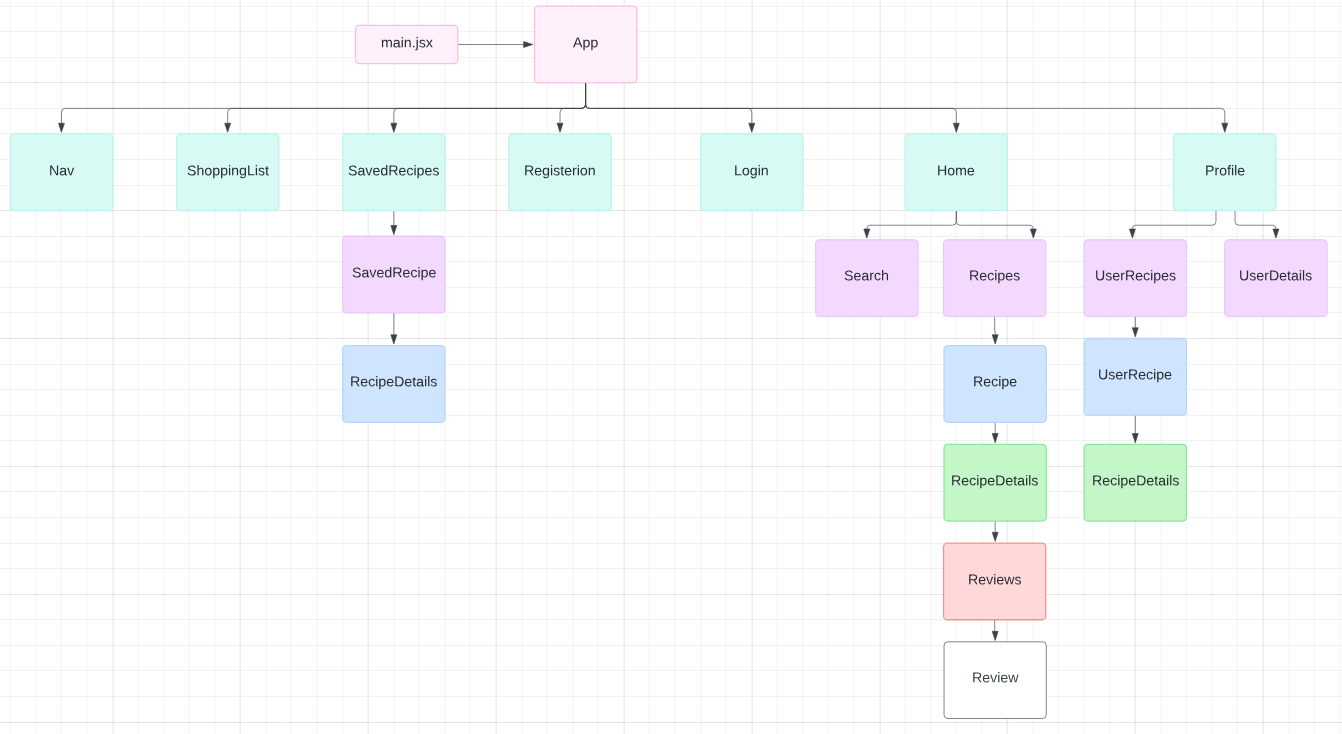 main.jsx
App
Nav
ShoppingList
SavedRecipes
Registerion
Login
Home
Profile
SavedRecipe
Search
Recipes
UserRecipes
UserDetails
RecipeDetails
Recipe
UserRecipe
RecipeDetails
RecipeDetails
Reviews
Review